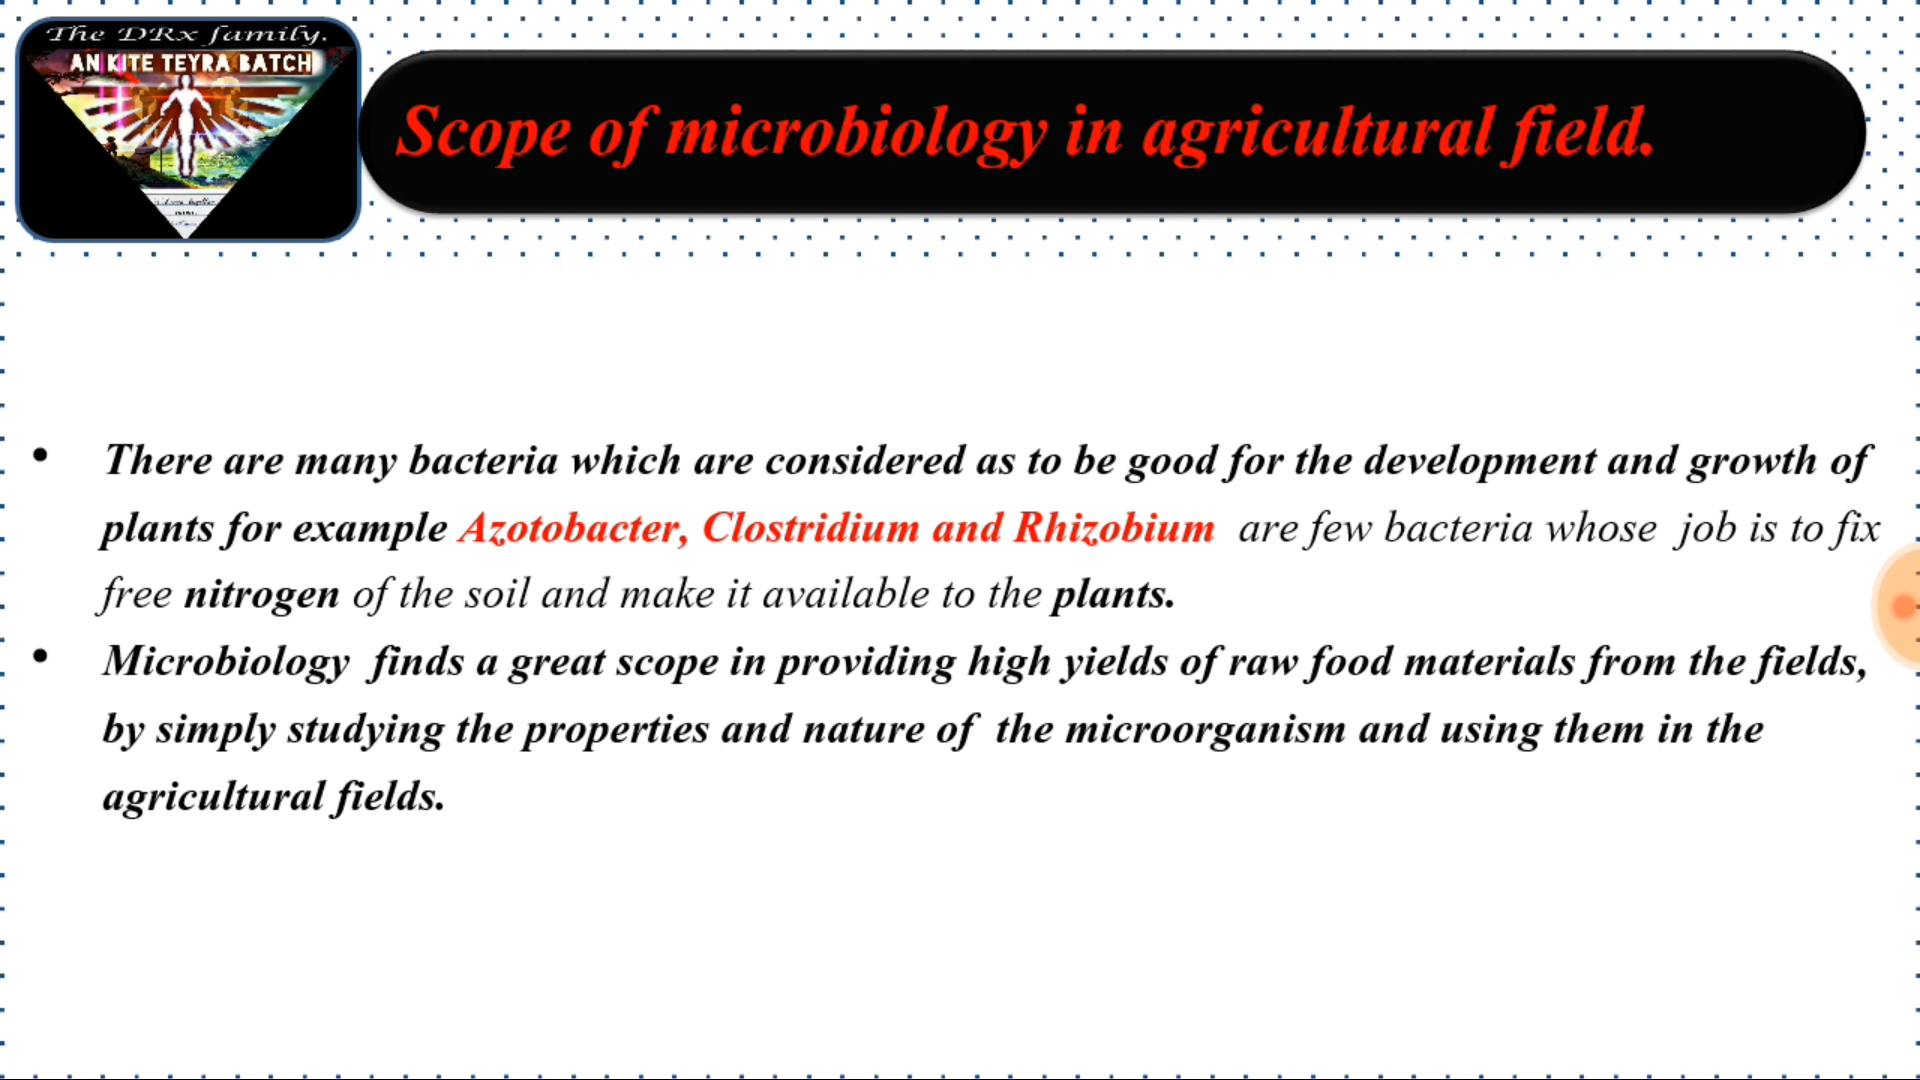 The DRx family.
AN KITE TEYRA BATCH
Scope of microbiology in agricultural field.
• There are many bacteria which are considered as to be good for the development and growth of
plants for example Azotobacter, Clostridium and Rhizobium are few bacteria whose job is to fix
free nitrogen of the soil and make it available to the plants.
• Microbiology finds a great scope in providing high yields of raw food materials from the fields,
by simply studying the properties and nature of the microorganism and using them in the
agricultural fields.